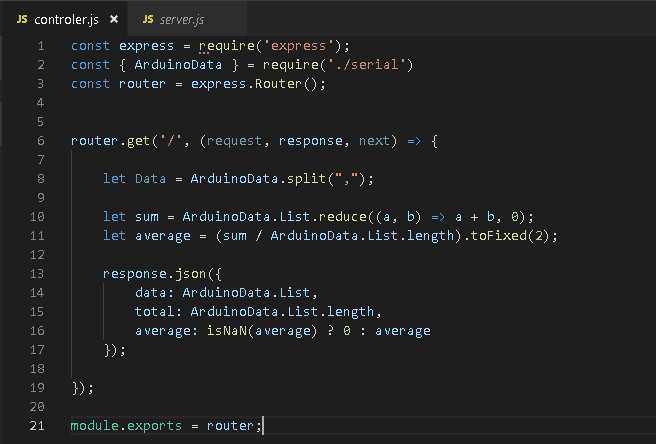 JS controler.js × JS server.js
1 const express = require('express');
2 const { ArduinoData } = require('./serial')
3 const router = express.Router();
4
5
6 router.get('/', (request, response, next) => {
7
8 let Data = ArduinoData.split(",");
9
10 let sum = ArduinoData.List.reduce((a, b) => a + b, 0);
11 let average = (sum / ArduinoData.List.length).toFixed(2);
12
13 response.json({
14 data: ArduinoData.List,
15 total: ArduinoData.List.length,
16 average: isNaN(average) ? 0 : average
17 });
18
19 });
20
21 module.exports = router;